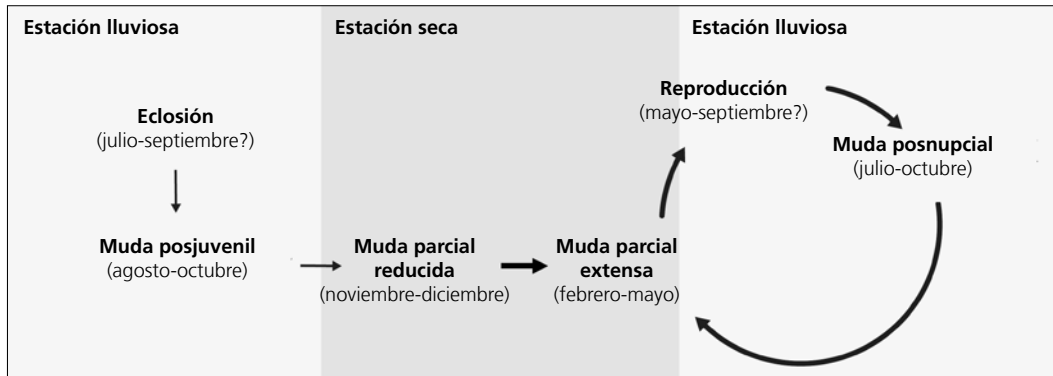 Estación lluviosa
Estación seca
Estación lluviosa
Eclosión
(julio-septiembre?)
Muda posjuvenil
(agosto-octubre)
Muda parcial
reducida
(noviembre-diciembre)
Muda parcial
extensa
(febrero-mayo)
Reproducción
(mayo-septiembre?)
Muda posnupcial
(julio-octubre)